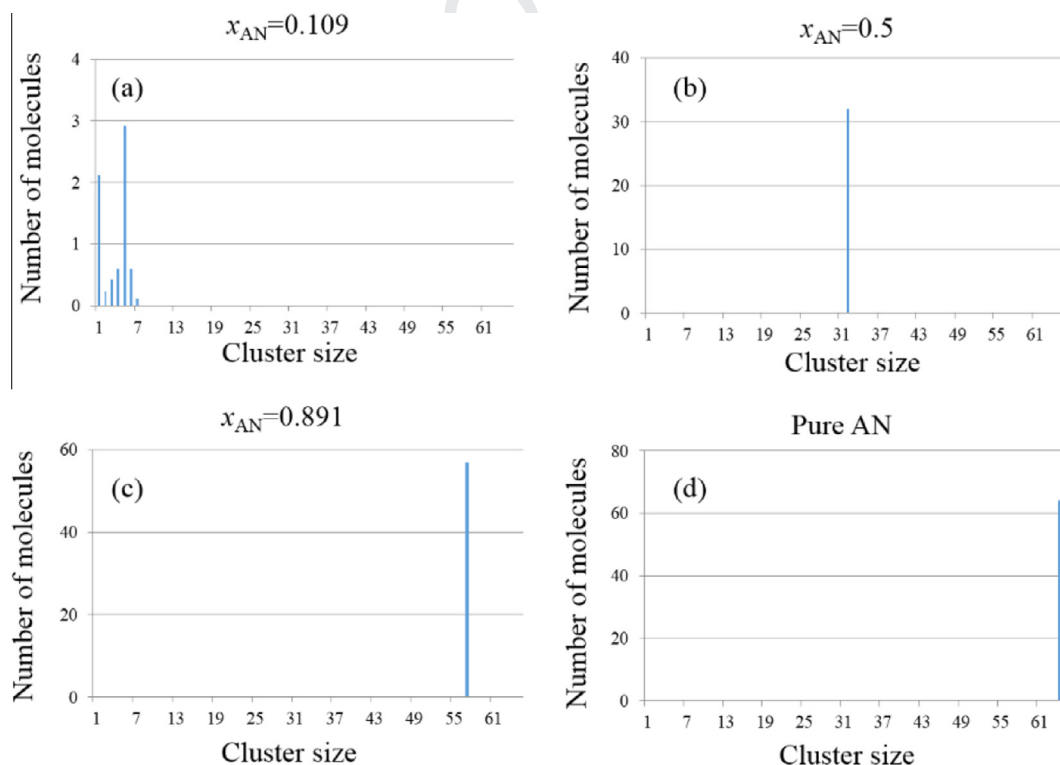 x_AN=0.109
(a)
Number of molecules
4
3
2
1
0
1 7 13 19 25 31 37 43 49 55 61
Cluster size
x_AN=0.5
(b)
Number of molecules
40
30
20
10
0
1 7 13 19 25 31 37 43 49 55 61
Cluster size
x_AN=0.891
(c)
Number of molecules
60
40
20
0
1 7 13 19 25 31 37 43 49 55 61
Cluster size
Pure AN
(d)
Number of molecules
80
60
40
20
0
1 7 13 19 25 31 37 43 49 55 61
Cluster size